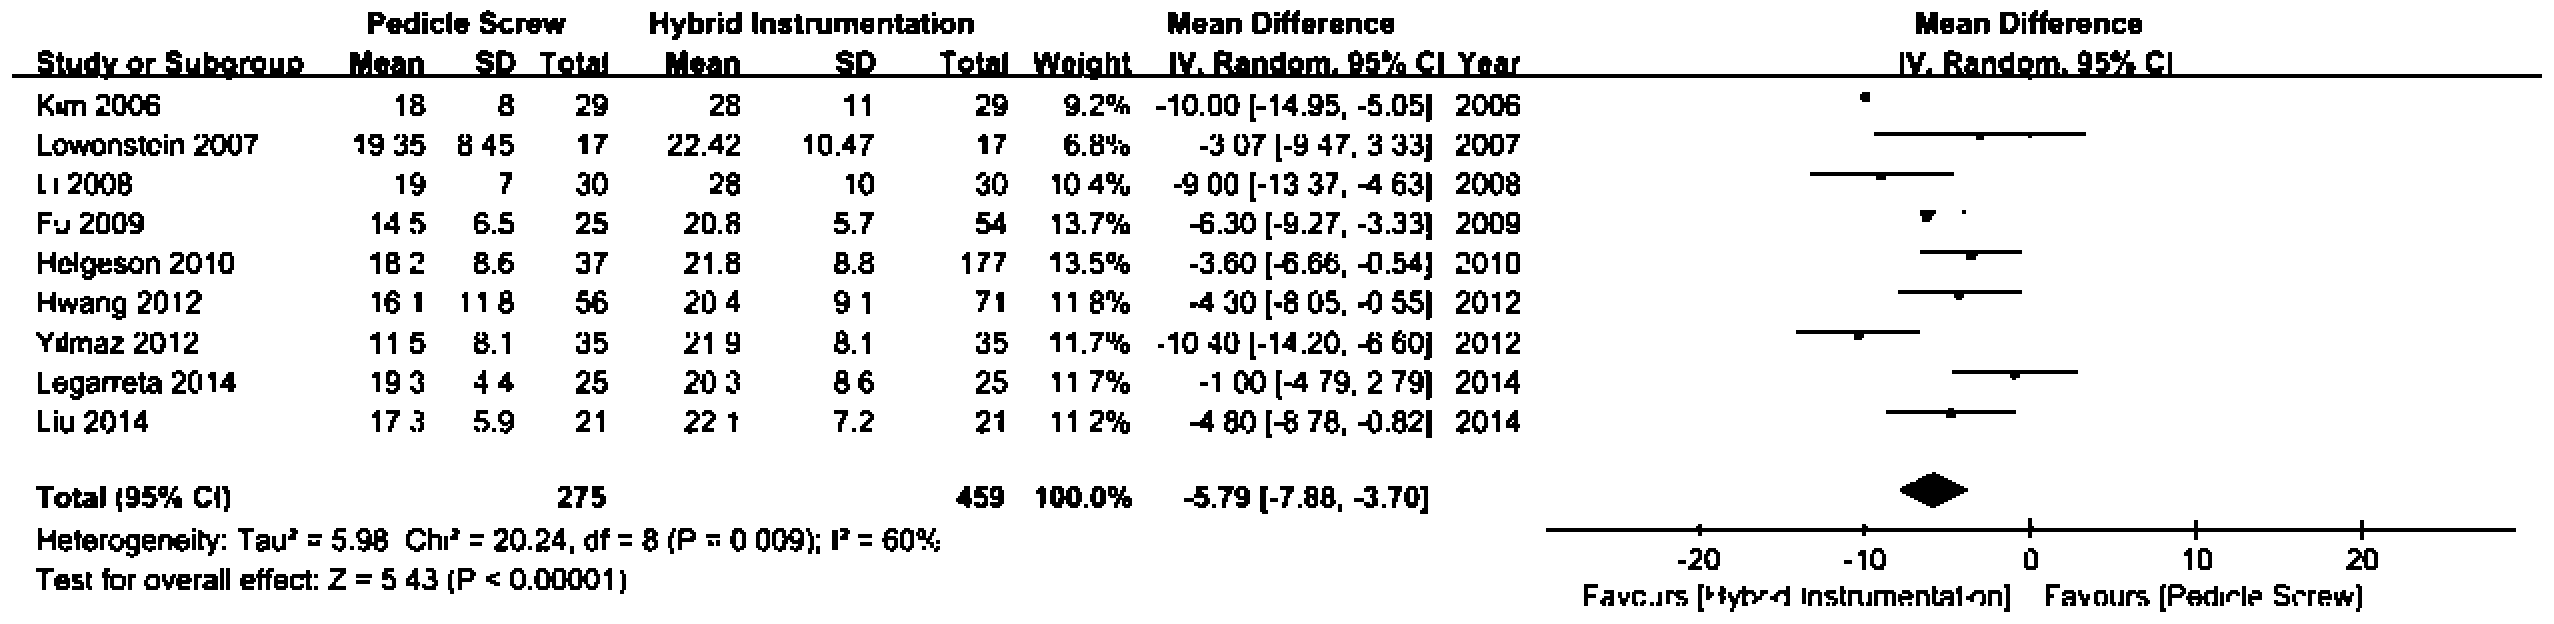 Pedicle Screw Hybrid Instrumentation Mean Difference Mean Difference
Study or Subgroup Mean SD Total Mean SD Total Weight IV, Random, 95% CI Year IV, Random, 95% CI
Kim 2006 18 8 29 28 11 29 9.2% -10.00 [-14.95, -5.05] 2006
Lowenstein 2007 19.35 8.45 17 22.42 10.47 17 6.8% -3.07 [-9.47, 3.33] 2007
Li 2008 19 7 30 28 10 30 10.4% -9.00 [-13.37, -4.63] 2008
Fu 2009 14.5 6.5 25 20.8 5.7 54 13.7% -6.30 [-9.27, -3.33] 2009
Helgeson 2010 18.2 8.6 37 21.8 8.8 177 13.5% -3.60 [-6.66, -0.54] 2010
Hwang 2012 16.1 11.8 56 20.4 9.1 71 11.8% -4.30 [-8.05, -0.55] 2012
Yilmaz 2012 11.5 8.1 35 21.9 8.1 35 11.7% -10.40 [-14.20, -6.60] 2012
Legarreta 2014 19.3 4.4 25 20.3 8.6 25 11.7% -1.00 [-4.79, 2.79] 2014
Liu 2014 17.3 5.9 21 22.1 7.2 21 11.2% -4.80 [-8.78, -0.82] 2014
Total (95% CI) 275 459 100.0% -5.79 [-7.88, -3.70]
Heterogeneity: Tau² = 5.98 Chi² = 20.24, df = 8 (P = 0.009); I² = 60%
Test for overall effect: Z = 5.43 (P < 0.00001)
-20 -10 0 10 20
Favours [Hybrid Instrumentation] Favours [Pedicle Screw]